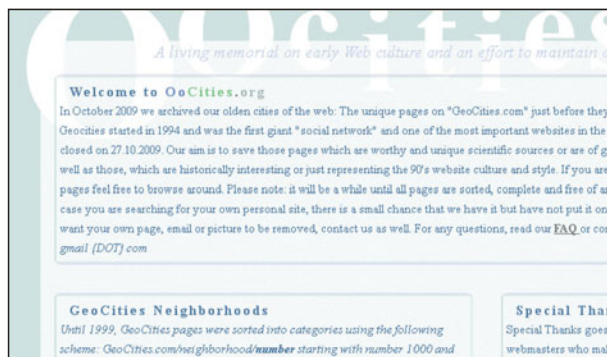 OoCities
A living memorial on early Web culture and an effort to maintain
Welcome to OoCities.org
In October 2009 we archived our olden cities of the web: The unique pages on "GeoCities.com" just before they
Geocities started in 1994 and was the first giant "social network" and one of the most important websites in the
closed on 27.10.2009. Our aim is to save those pages which are worthy and unique scientific sources or are of
well as those, which are historically interesting or just representing the 90's website culture and style. If you are
pages feel free to browse around. Please note: it will be a while until all pages are sorted, complete and free of
case you are searching for your own personal site, there is a small chance that we have it but have not put it on
want your own page, email or picture to be removed, contact us as well. For any questions, read our FAQ or
gmail {DOT} com
GeoCities Neighborhoods
Until 1999, GeoCities pages were sorted into categories using the following
scheme: GeoCities.com/neighborhood/number starting with number 1000 and
Special
Special Thanks goes
webmasters who